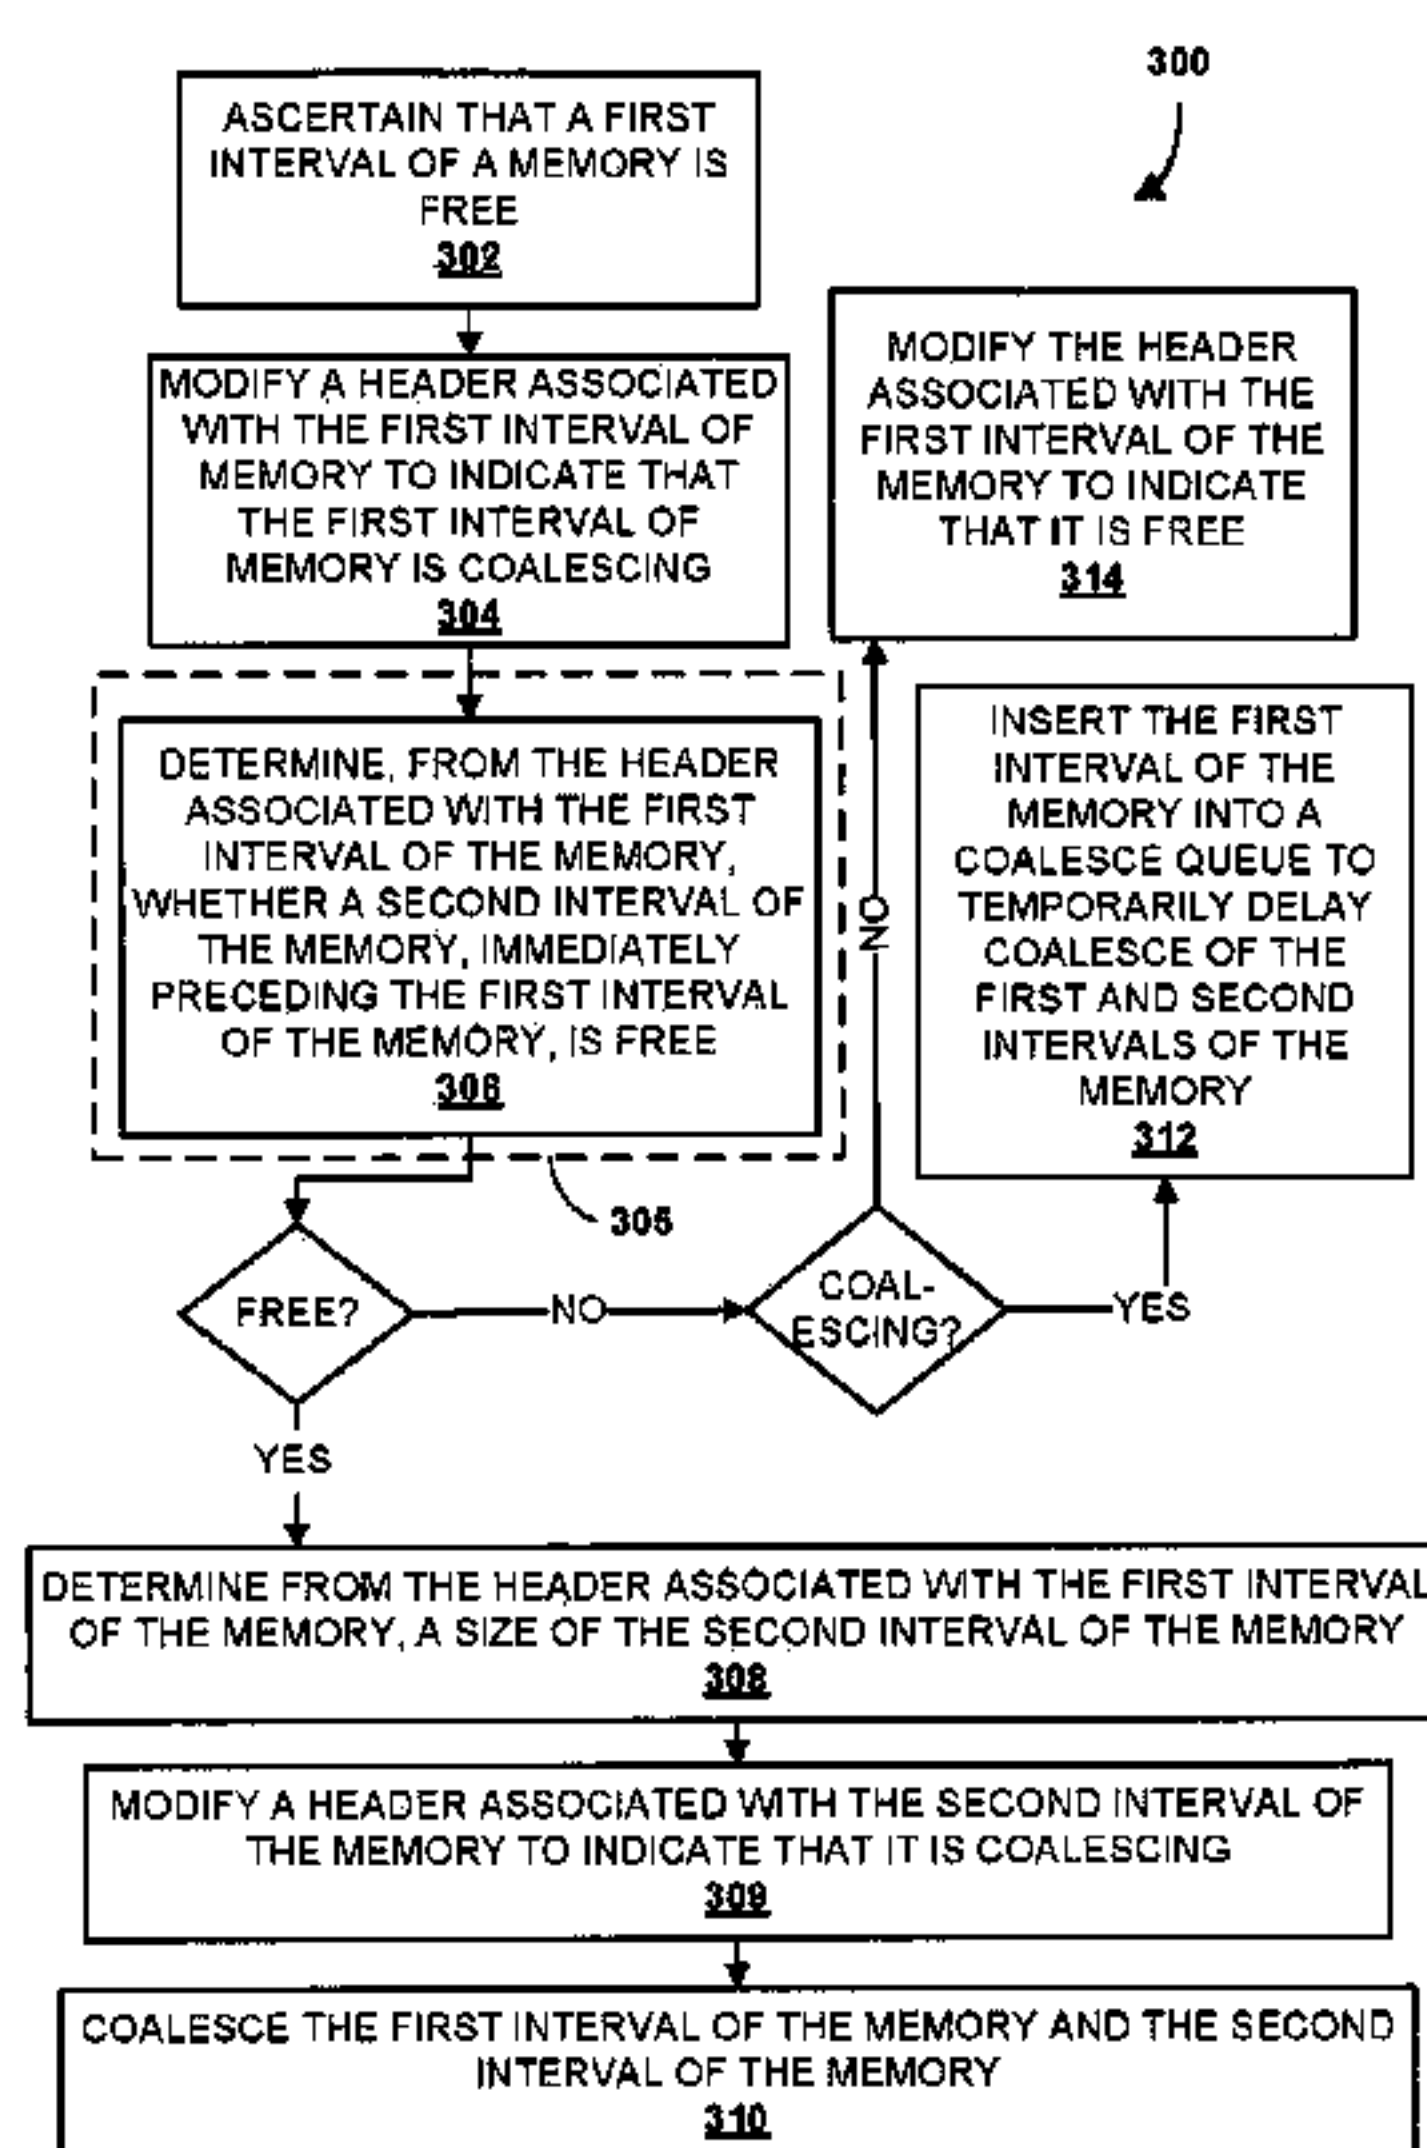 300
ASCERTAIN THAT A FIRST
INTERVAL OF A MEMORY IS
FREE
302
MODIFY A HEADER ASSOCIATED
WITH THE FIRST INTERVAL OF
MEMORY TO INDICATE THAT
THE FIRST INTERVAL OF
MEMORY IS COALESCING
304
MODIFY THE HEADER
ASSOCIATED WITH THE
FIRST INTERVAL OF THE
MEMORY TO INDICATE
THAT IT IS FREE
314
DETERMINE, FROM THE HEADER
ASSOCIATED WITH THE FIRST
INTERVAL OF THE MEMORY,
WHETHER A SECOND INTERVAL OF
THE MEMORY, IMMEDIATELY
PRECEDING THE FIRST INTERVAL
OF THE MEMORY, IS FREE
306
NO
INSERT THE FIRST
INTERVAL OF THE
MEMORY INTO A
COALESCE QUEUE TO
TEMPORARILY DELAY
COALESCE OF THE
FIRST AND SECOND
INTERVALS OF THE
MEMORY
312
305
FREE?
NO
COAL-
ESCING?
YES
YES
DETERMINE FROM THE HEADER ASSOCIATED WITH THE FIRST INTERVAL
OF THE MEMORY, A SIZE OF THE SECOND INTERVAL OF THE MEMORY
308
MODIFY A HEADER ASSOCIATED WITH THE SECOND INTERVAL OF
THE MEMORY TO INDICATE THAT IT IS COALESCING
309
COALESCE THE FIRST INTERVAL OF THE MEMORY AND THE SECOND
INTERVAL OF THE MEMORY
310